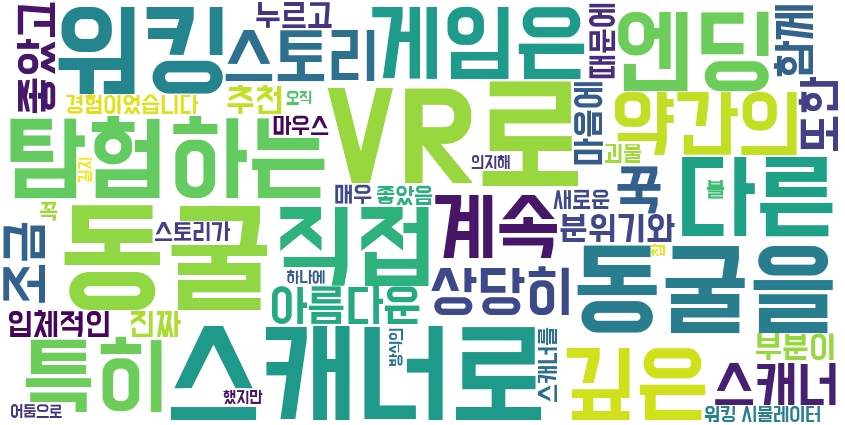 좋았고
워킹
누르고
스토리
게임은
때문에
엔딩
함께
경험이었습니다
추천
오직
VR로
마우스
탐험하는
길지
의지해
마음에
약간의
괴물
또한
매우
좋았음
꼭
동굴
스토리가
직접
계속
새로운
분위기와
꾹
다른
블
조금
하나에
아름다운
상당히
동굴을
입체적인
진짜
특히
스캐너로
방식의
스캐너를
깊은
부분이
스캐너
어둠으로
했지만
워킹 시뮬레이터